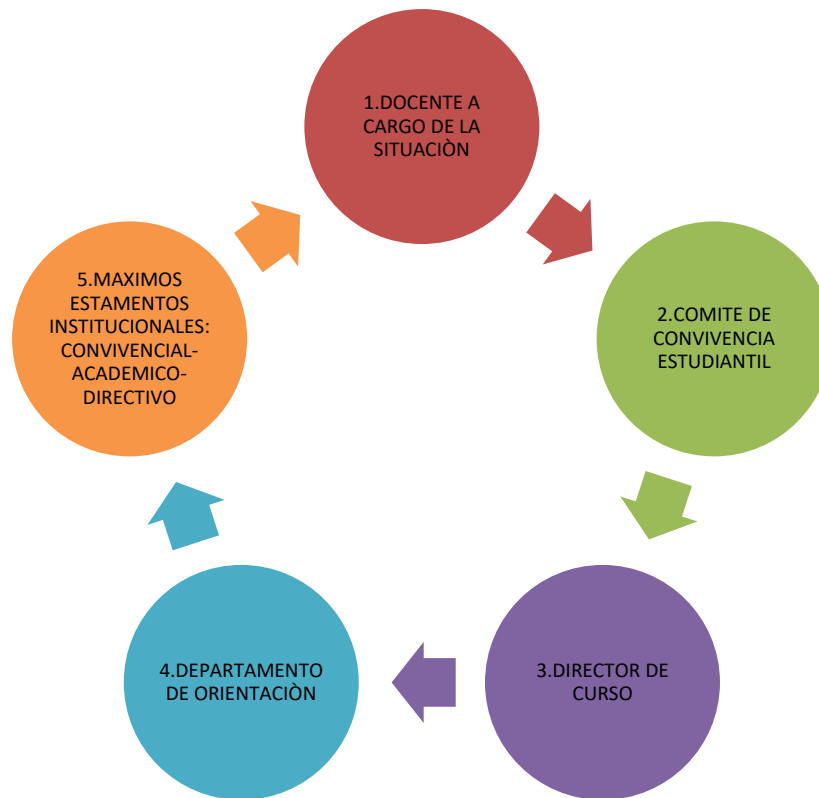 1.DOCENTE A
CARGO DE LA
SITUACIÒN
2.COMITE DE
CONVIVENCIA
ESTUDIANTIL
3.DIRECTOR DE
CURSO
4.DEPARTAMENTO
DE ORIENTACIÒN
5.MAXIMOS
ESTAMENTOS
INSTITUCIONALES:
CONVIVENCIAL-
ACADEMICO-
DIRECTIVO